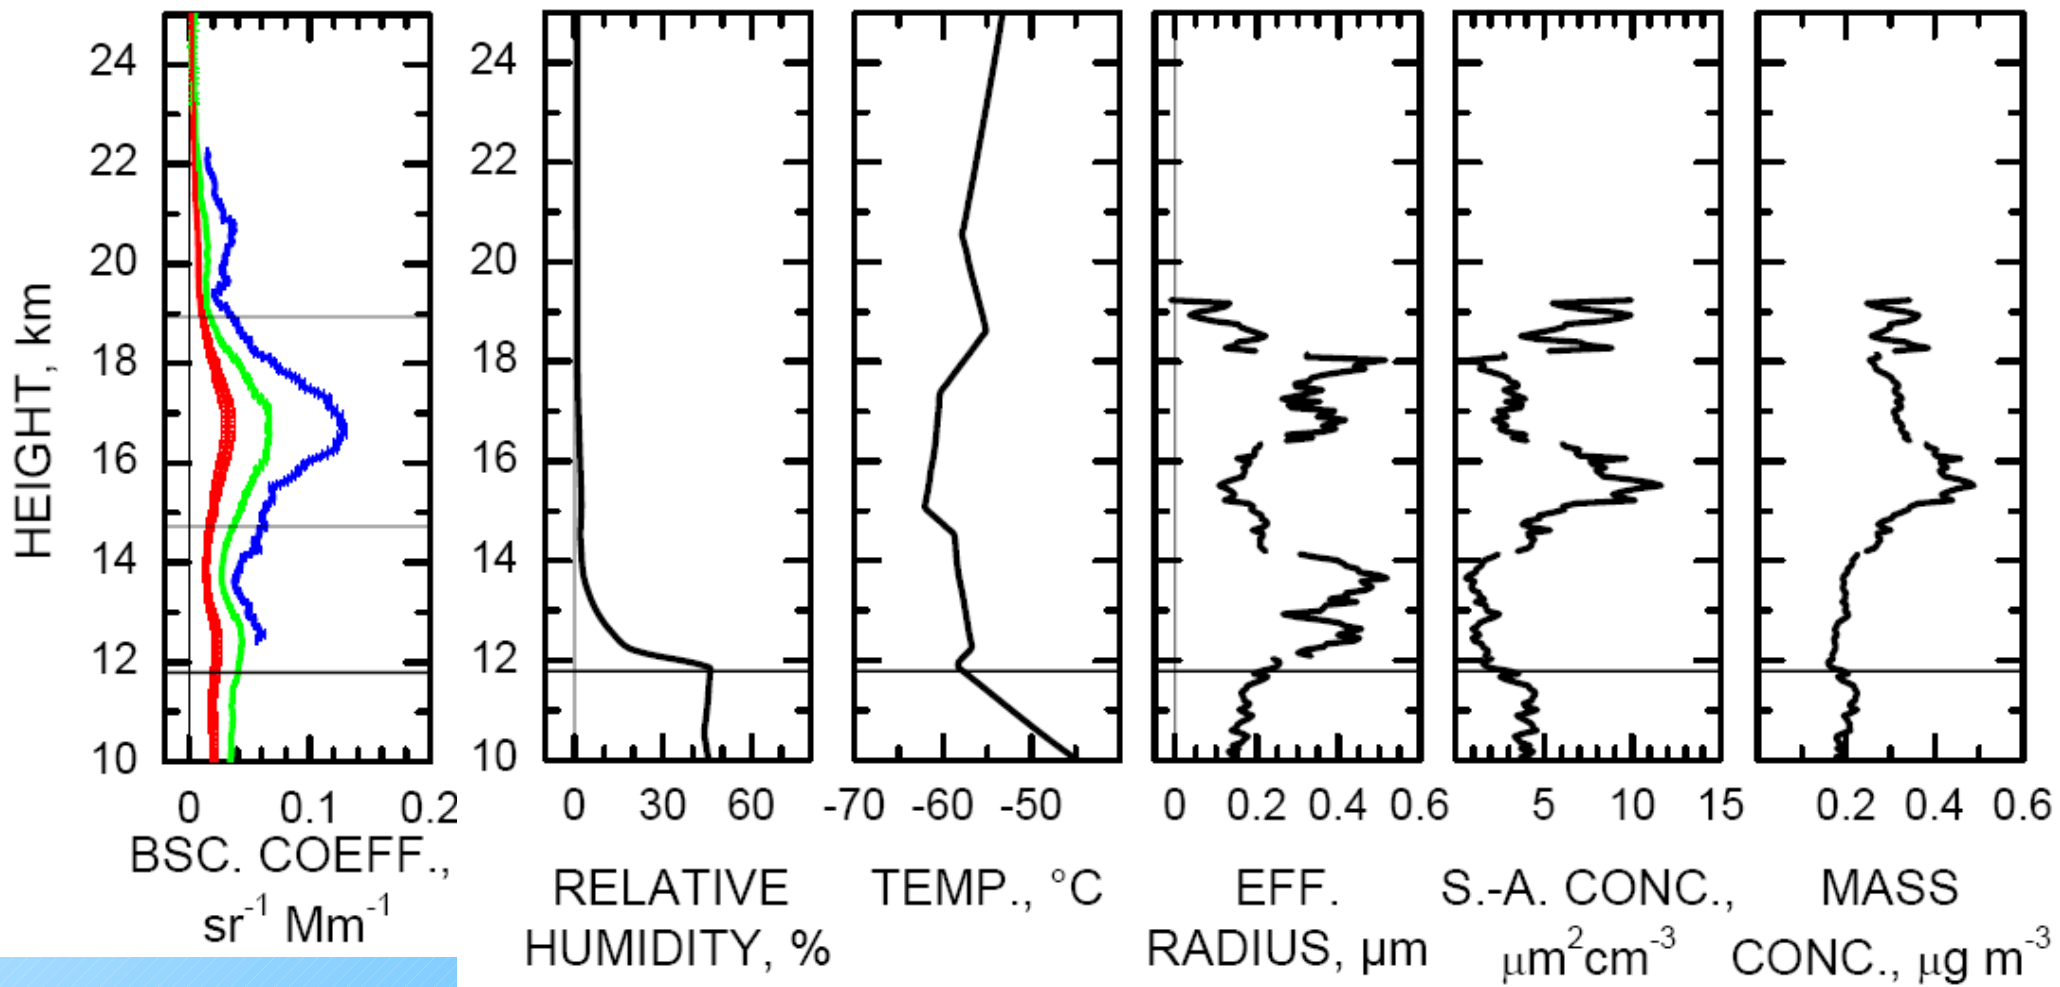 HEIGHT, km
24
22
20
18
16
14
12
10
0 0.1 0.2
BSC. COEFF.,
sr⁻¹ Mm⁻¹
24
22
20
18
16
14
12
10
0 30 60
RELATIVE
HUMIDITY, %
-70 -60 -50
TEMP., °C
0 0.2 0.4 0.6
EFF.
RADIUS, µm
5 10 15
S.-A. CONC.,
µm²cm⁻³
0.2 0.4 0.6
MASS
CONC., µg m⁻³